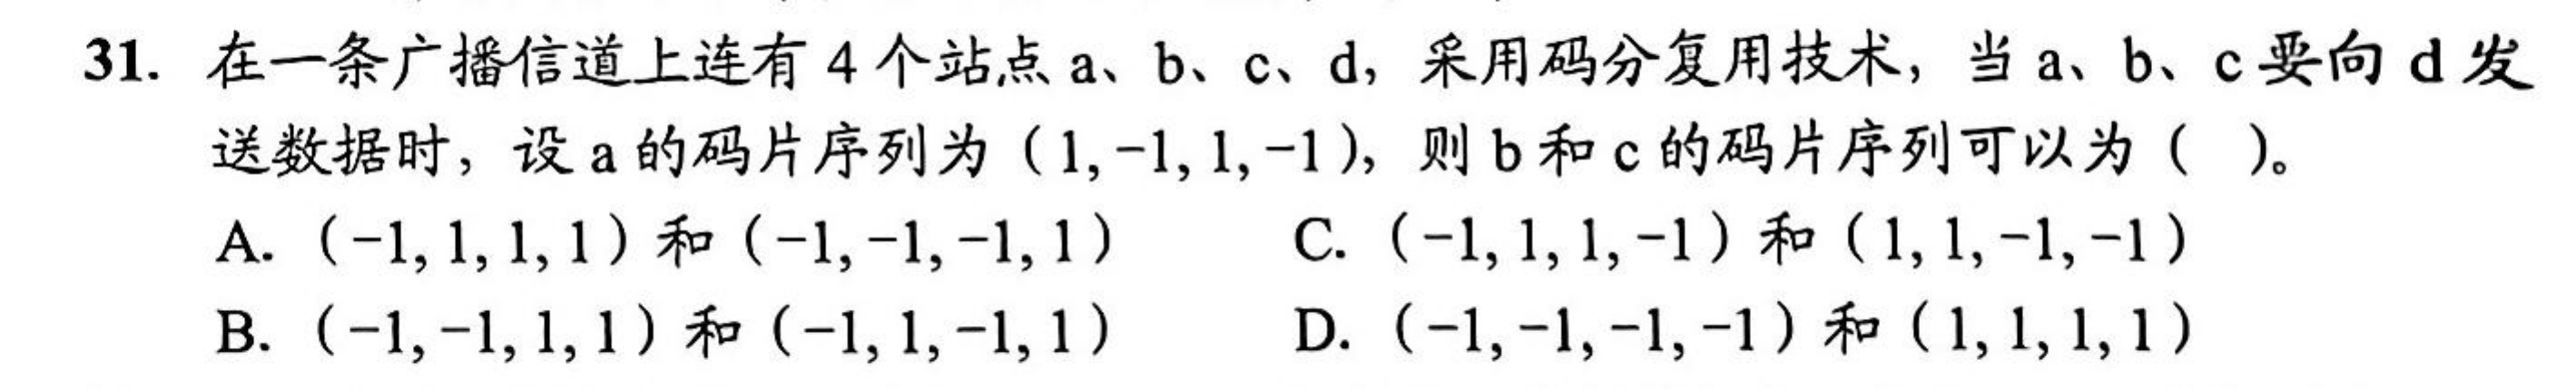 31. 在一条广播信道上连有 4 个站点 a、b、c、d，采用码分复用技术，当 a、b、c 要向 d 发
送数据时，设 a 的码片序列为（1, −1, 1, −1），则 b 和 c 的码片序列可以为（ ）。
A.（−1, 1, 1, 1）和（−1, −1, −1, 1） C.（−1, 1, 1, −1）和（1, 1, −1, −1）
B.（−1, −1, 1, 1）和（−1, 1, −1, 1） D.（−1, −1, −1, −1）和（1, 1, 1, 1）